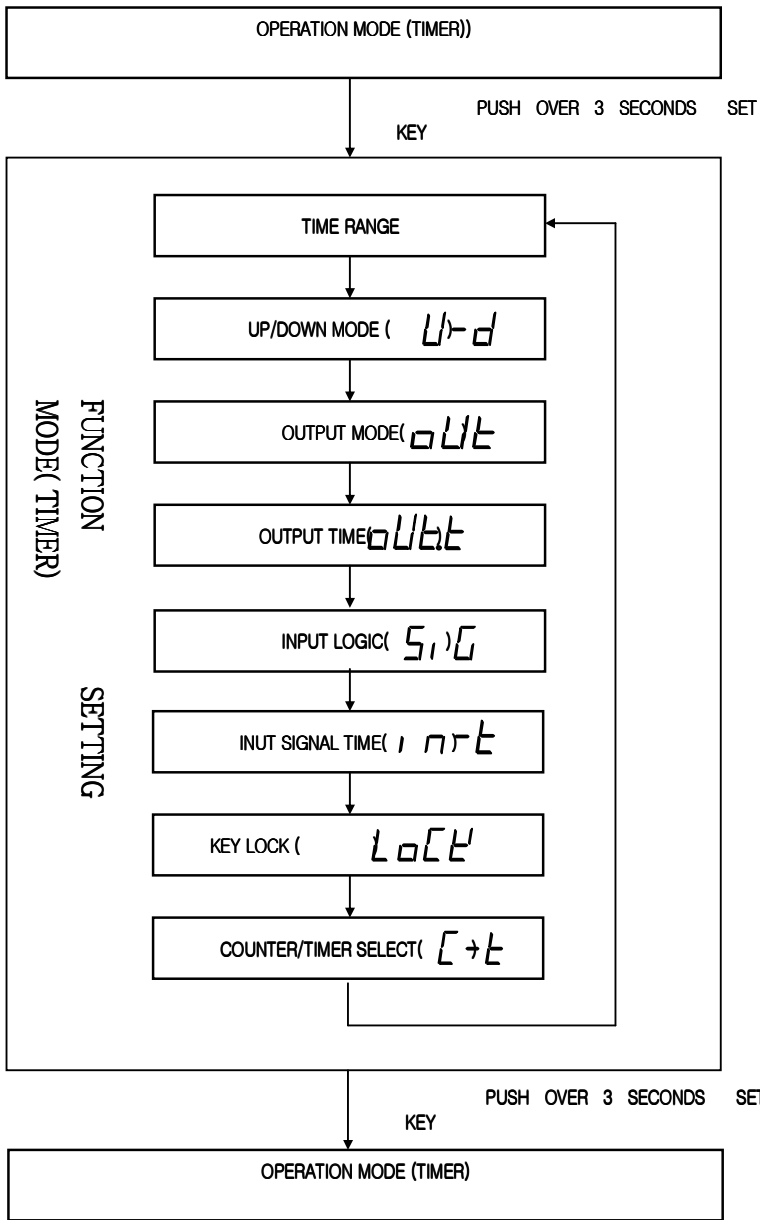 OPERATION MODE (TIMER))
PUSH OVER 3 SECONDS SET
KEY
TIME RANGE
UP/DOWN MODE ( U-d)
OUTPUT MODE( oUt
OUTPUT TIME(oUt.t)
INPUT LOGIC( SiG)
INUT SIGNAL TIME( inrt
KEY LOCK ( LoCK
COUNTER/TIMER SELECT( C-t
FUNCTION
MODE( TIMER)
SETTING
PUSH OVER 3 SECONDS SET
KEY
OPERATION MODE (TIMER)